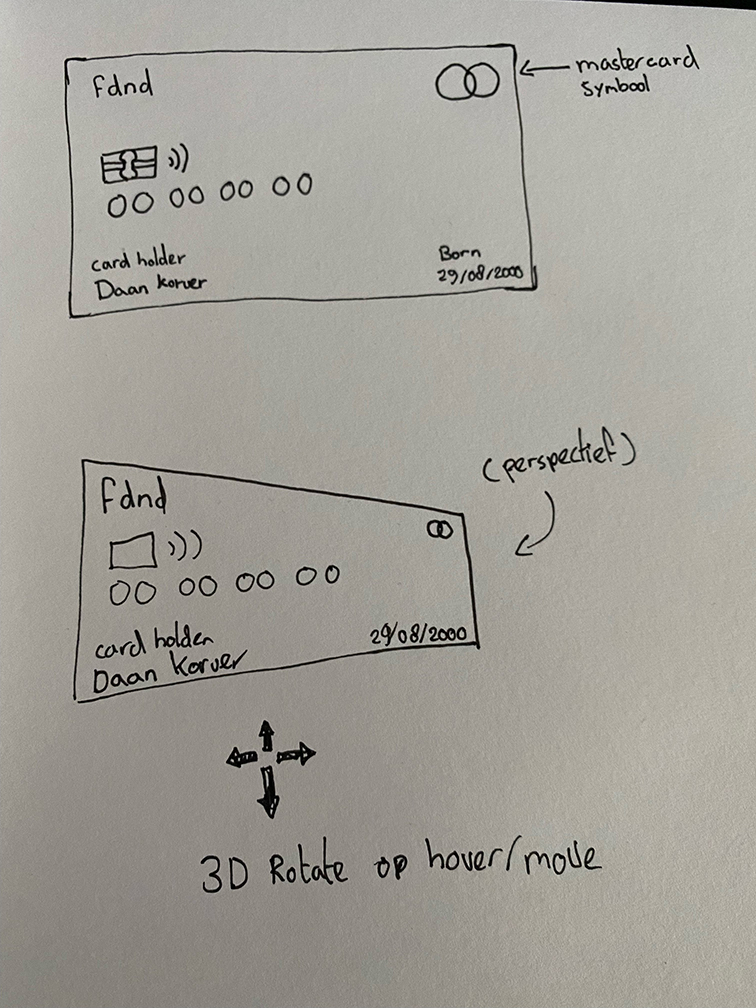 fdnd
mastercard
symbool
00 00 00 00
card holder
Daan korver
Born
29/08/2000
(perspectief)
fdnd
00 00 00 00
card holder
Daan Korver
29/08/2000
3D Rotate op hover/move